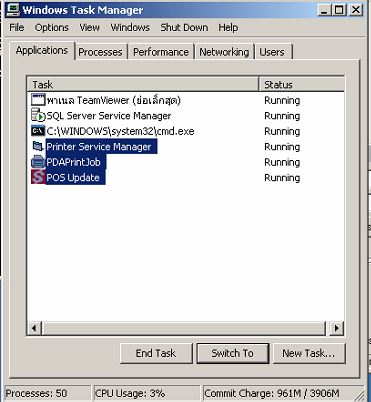 Windows Task Manager
File Options View Windows Shut Down Help
Applications Processes Performance Networking Users
Task Status
พาเนล TeamViewer (ย่อเล็กสุด) Running
SQL Server Service Manager Running
C:\WINDOWS\system32\cmd.exe Running
Printer Service Manager Running
PDAPrintJob Running
POS Update Running
End Task Switch To New Task...
Processes: 50 CPU Usage: 3% Commit Charge: 961M / 3906M